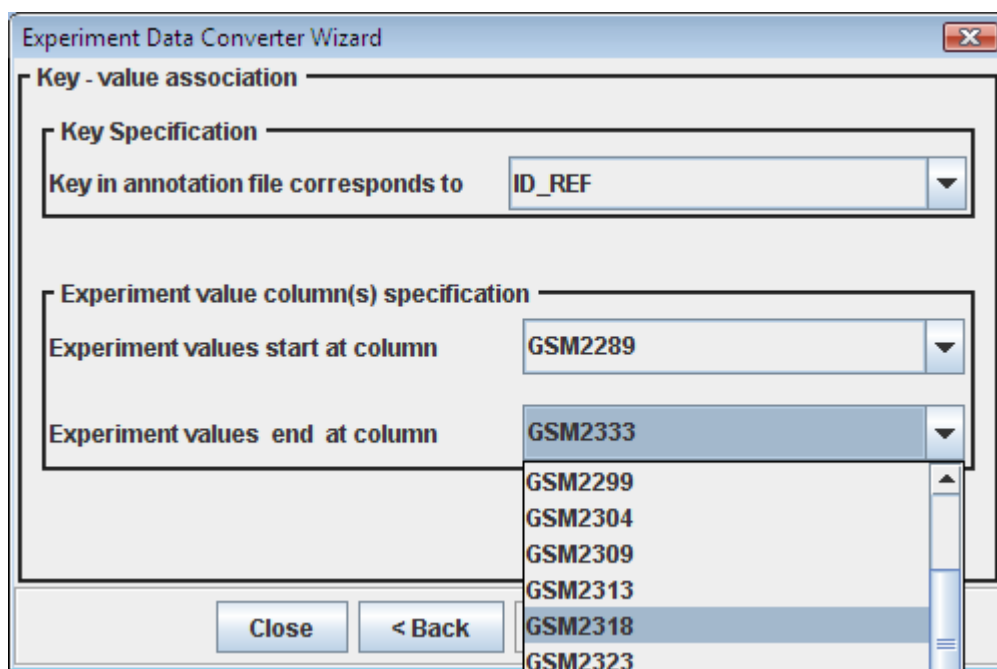 Experiment Data Converter Wizard
Key - value association
Key Specification
Key in annotation file corresponds to ID_REF
Experiment value column(s) specification
Experiment values start at column GSM2289
Experiment values end at column GSM2333
GSM2299
GSM2304
GSM2309
GSM2313
GSM2318
GSM2323
Close < Back